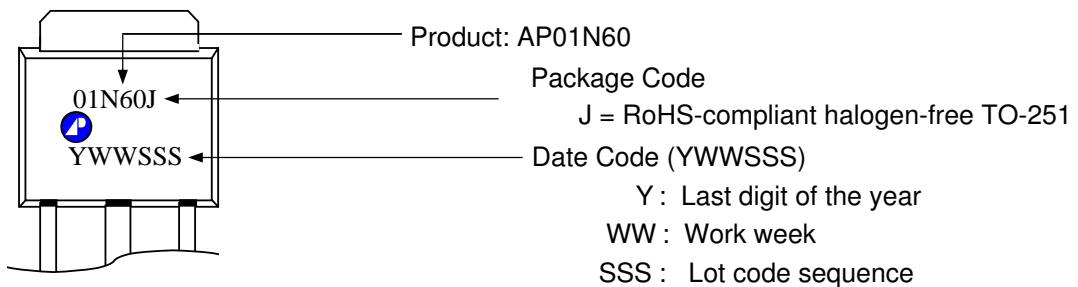 Product: AP01N60
Package Code
01N60J
J = RoHS-compliant halogen-free TO-251
YWWSSS
Date Code (YWWSSS)
Y : Last digit of the year
WW : Work week
SSS : Lot code sequence